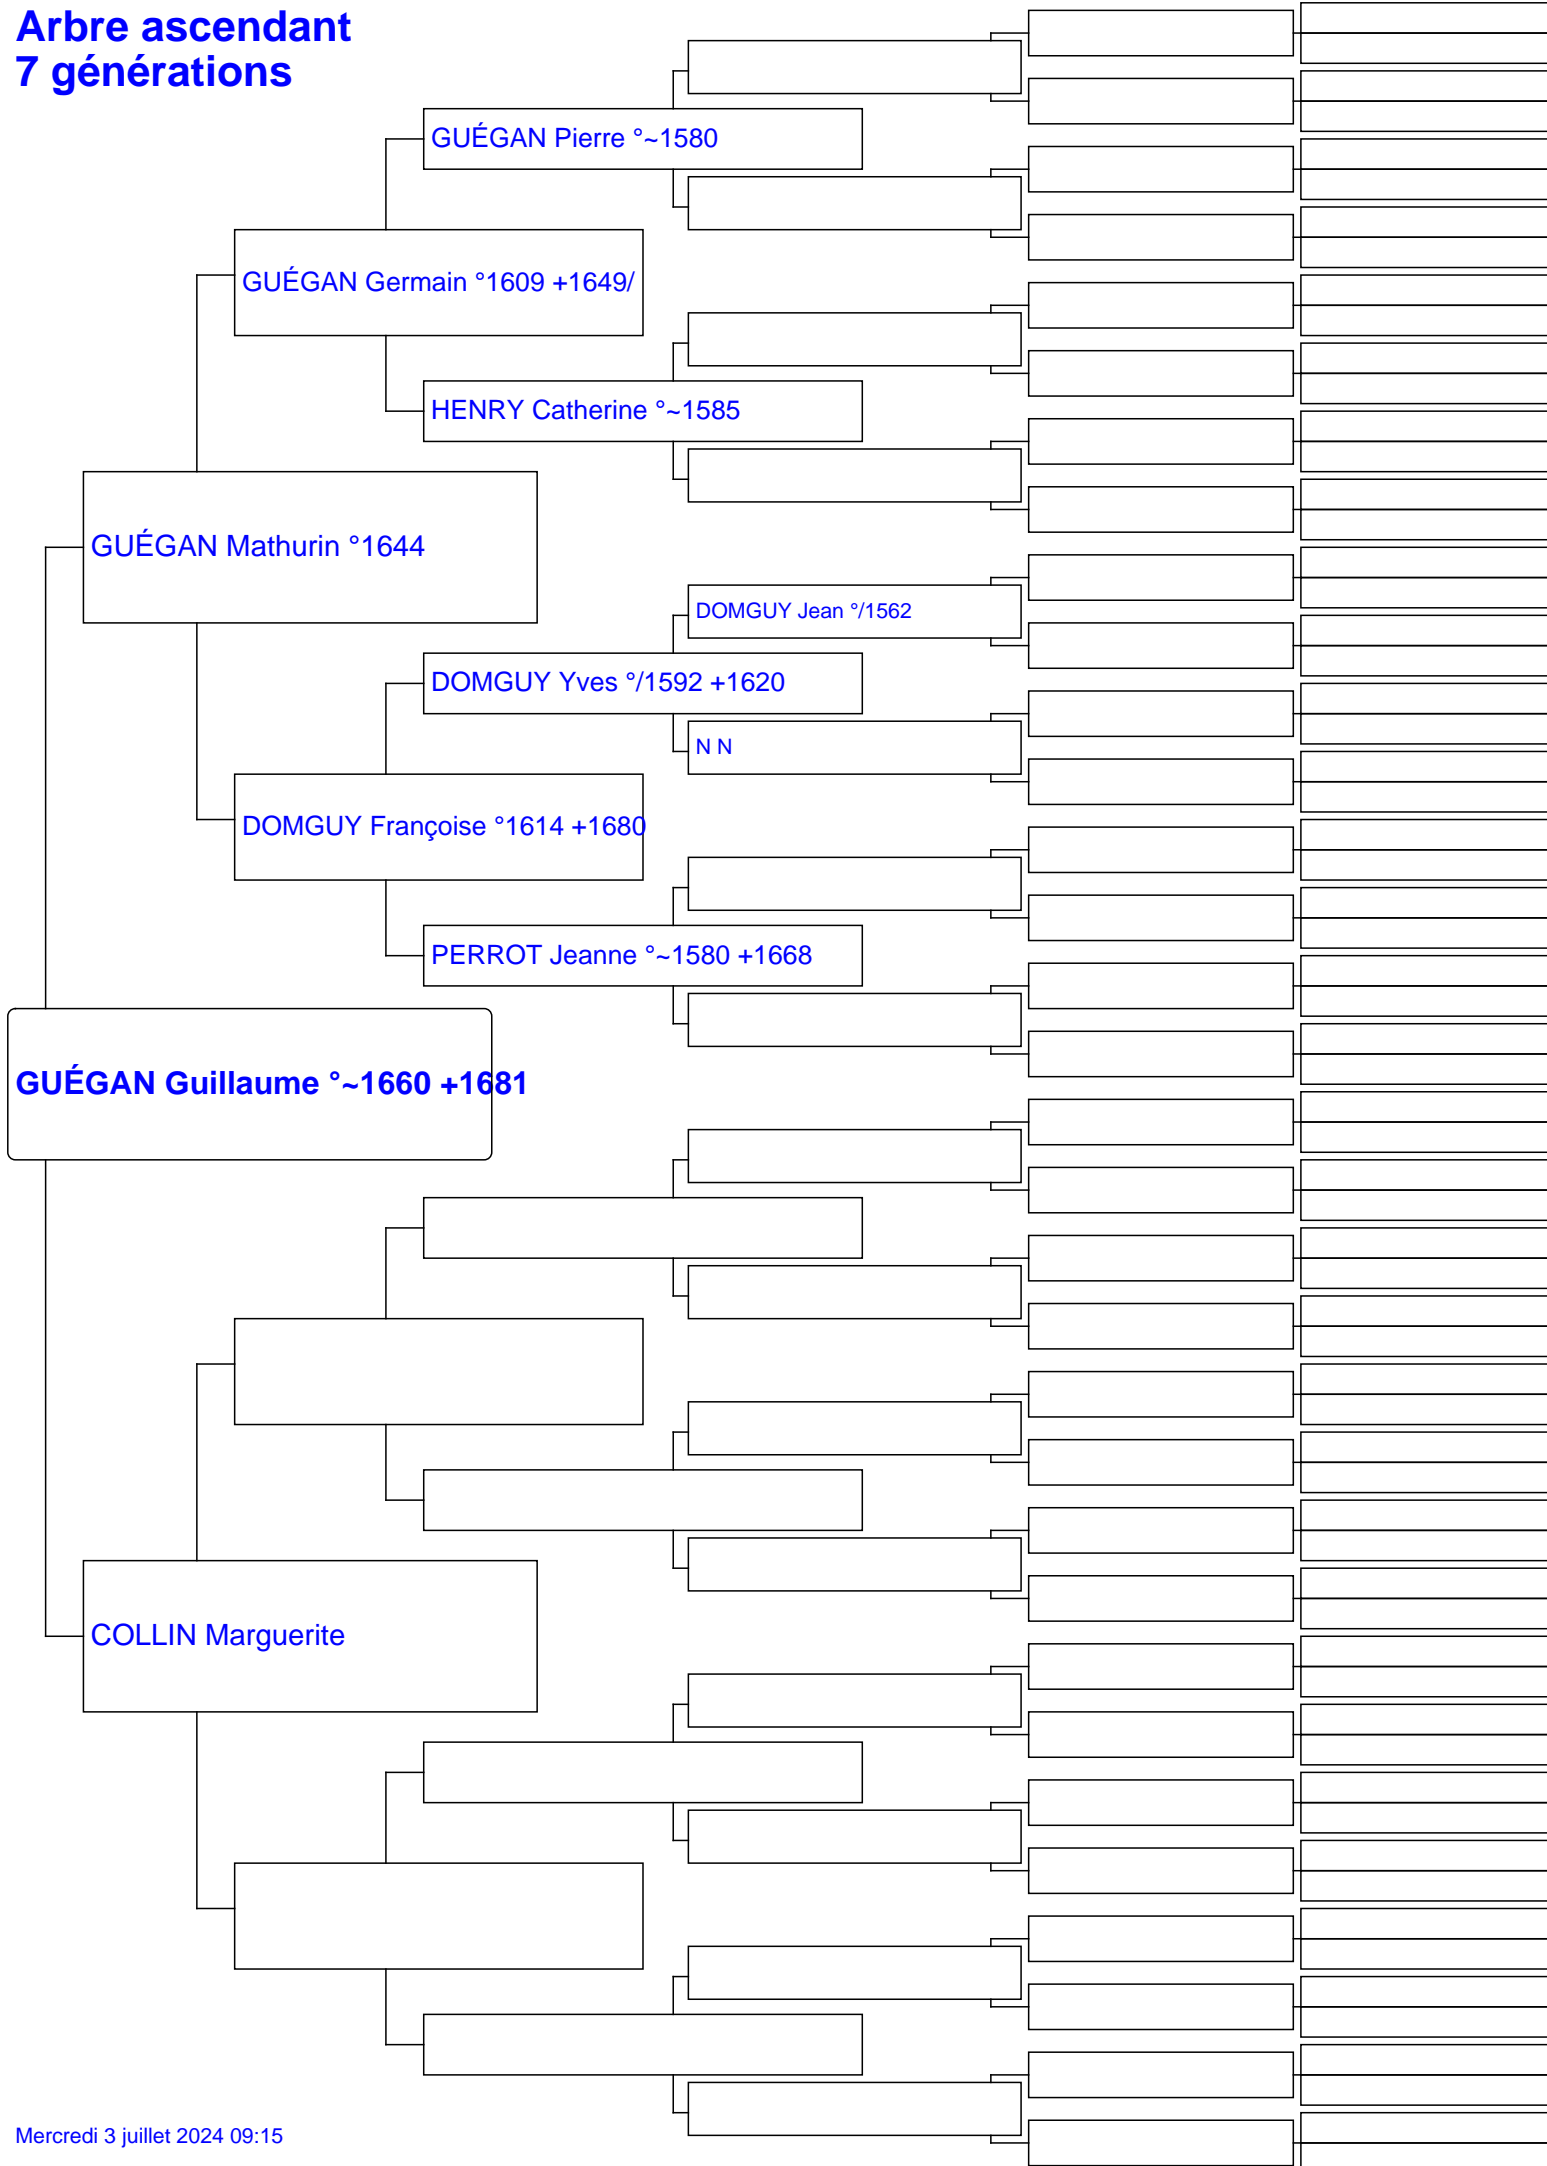 Arbre ascendant
7 générations
GUÉGAN Pierre °~1580
GUÉGAN Germain °1609 +1649/
HENRY Catherine °~1585
GUÉGAN Mathurin °1644
DOMGUY Jean °/1562
DOMGUY Yves °/1592 +1620
N N
DOMGUY Françoise °1614 +1680
PERROT Jeanne °~1580 +1668
GUÉGAN Guillaume °~1660 +1681
COLLIN Marguerite
Mercredi 3 juillet 2024 09:15